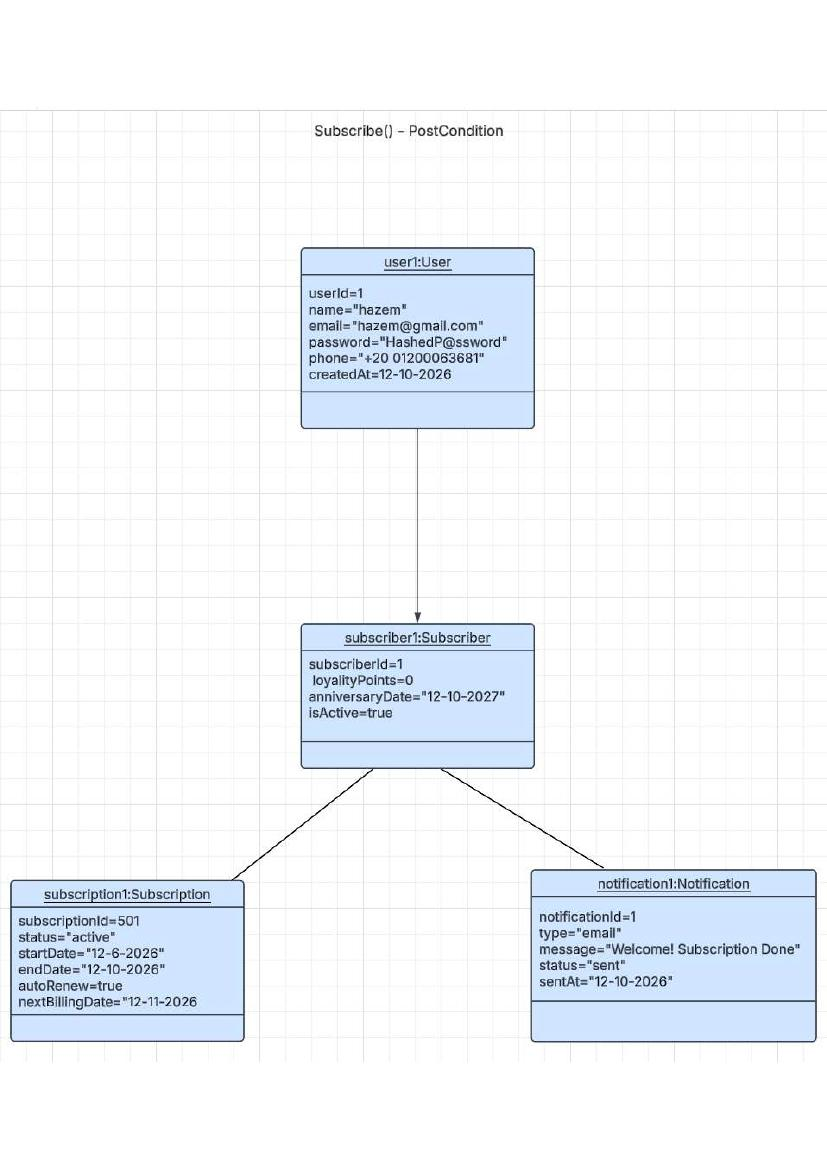 Subscribe() - PostCondition
user1:User
userId=1
name="hazem"
email="hazem@gmail.com"
password="HashedP@ssword"
phone="+20 01200063681"
createdAt=12-10-2026
subscriber1:Subscriber
subscriberId=1
loyalityPoints=0
anniversaryDate="12-10-2027"
isActive=true
subscription1:Subscription
subscriptionId=501
status="active"
startDate="12-6-2026"
endDate="12-10-2026"
autoRenew=true
nextBillingDate="12-11-2026
notification1:Notification
notificationId=1
type="email"
message="Welcome! Subscription Done"
status="sent"
sentAt="12-10-2026"